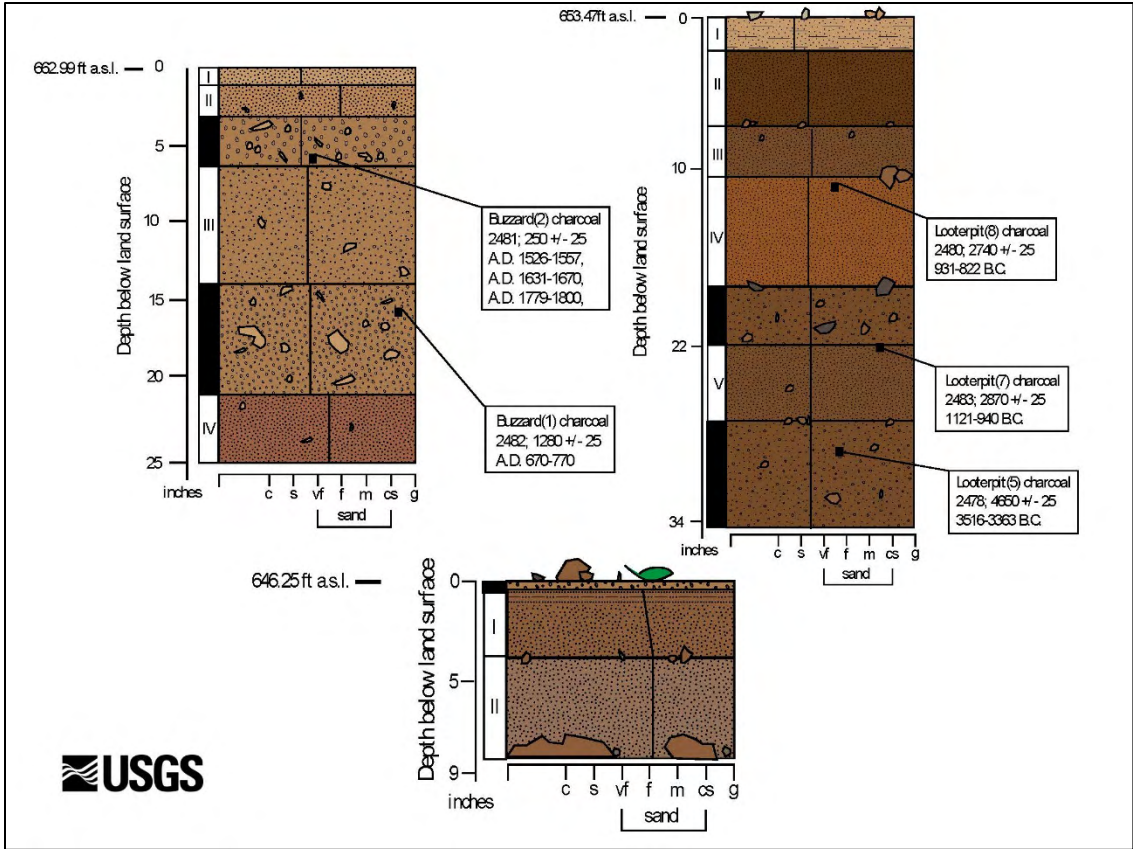 662.99 ft a.s.l.
0
5
10
15
20
25
inches
Depth below land surface
I
II
III
IV
c s vf f m cs g
sand
Buzzard(2) charcoal
2481; 250 +/- 25
A.D. 1526-1557,
A.D. 1631-1670,
A.D. 1779-1800,
Buzzard(1) charcoal
2482; 1280 +/- 25
A.D. 670-770
653.47ft a.s.l.
0
10
22
34
inches
Depth below land surface
I
II
III
IV
V
c s vf f m cs g
sand
Looterpit(8) charcoal
2480; 2740 +/- 25
931-822 B.C.
Looterpit(7) charcoal
2483; 2870 +/- 25
1121-940 B.C.
Looterpit(5) charcoal
2478; 4650 +/- 25
3516-3363 B.C.
646.25 ft a.s.l.
0
5
9
inches
Depth below land surface
I
II
c s vf f m cs g
sand
USGS